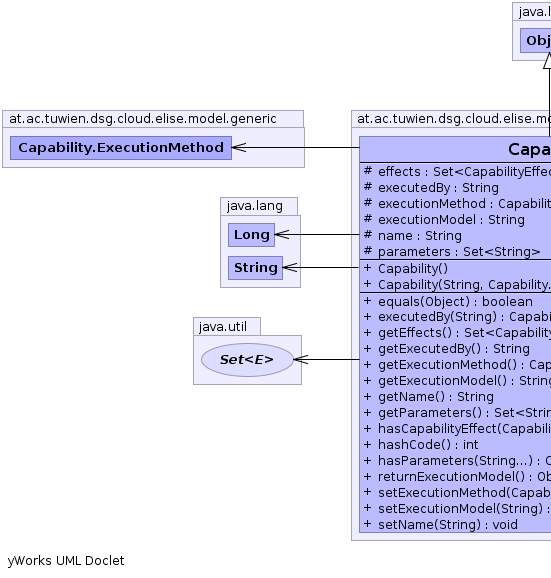 java.l
Obj
at.ac.tuwien.dsg.cloud.elise.model.generic
Capability.ExecutionMethod
java.lang
Long
String
java.util
Set<E>
at.ac.tuwien.dsg.cloud.elise.mo
Capa
# effects : Set<CapabilityEffec
# executedBy : String
# executionMethod : Capabilit
# executionModel : String
# name : String
# parameters : Set<String>
+ Capability()
+ Capability(String, Capability.
+ equals(Object) : boolean
+ executedBy(String) : Capabi
+ getEffects() : Set<Capability
+ getExecutedBy() : String
+ getExecutionMethod() : Cap
+ getExecutionModel() : String
+ getName() : String
+ getParameters() : Set<Strin
+ hasCapabilityEffect(Capabili
+ hashCode() : int
+ hasParameters(String...) : C
+ returnExecutionModel() : Ob
+ setExecutionMethod(Capab
+ setExecutionModel(String) :
+ setName(String) : void
yWorks UML Doclet